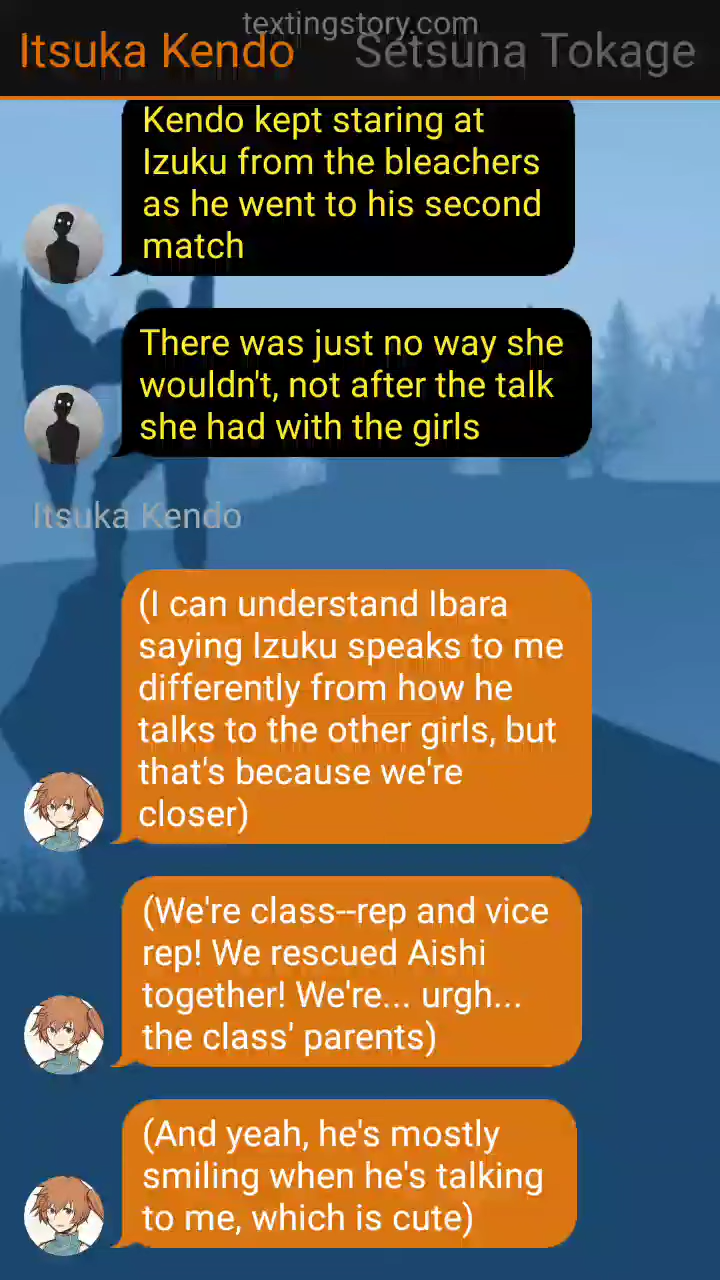 textingstory.com
Itsuka Kendo Setsuna Tokage
Kendo kept staring at
Izuku from the bleachers
as he went to his second
match
There was just no way she
wouldn't, not after the talk
she had with the girls
Itsuka Kendo
(I can understand Ibara
saying Izuku speaks to me
differently from how he
talks to the other girls, but
that's because we're
closer)
(We're class--rep and vice
rep! We rescued Aishi
together! We're... urgh...
the class' parents)
(And yeah, he's mostly
smiling when he's talking
to me, which is cute)